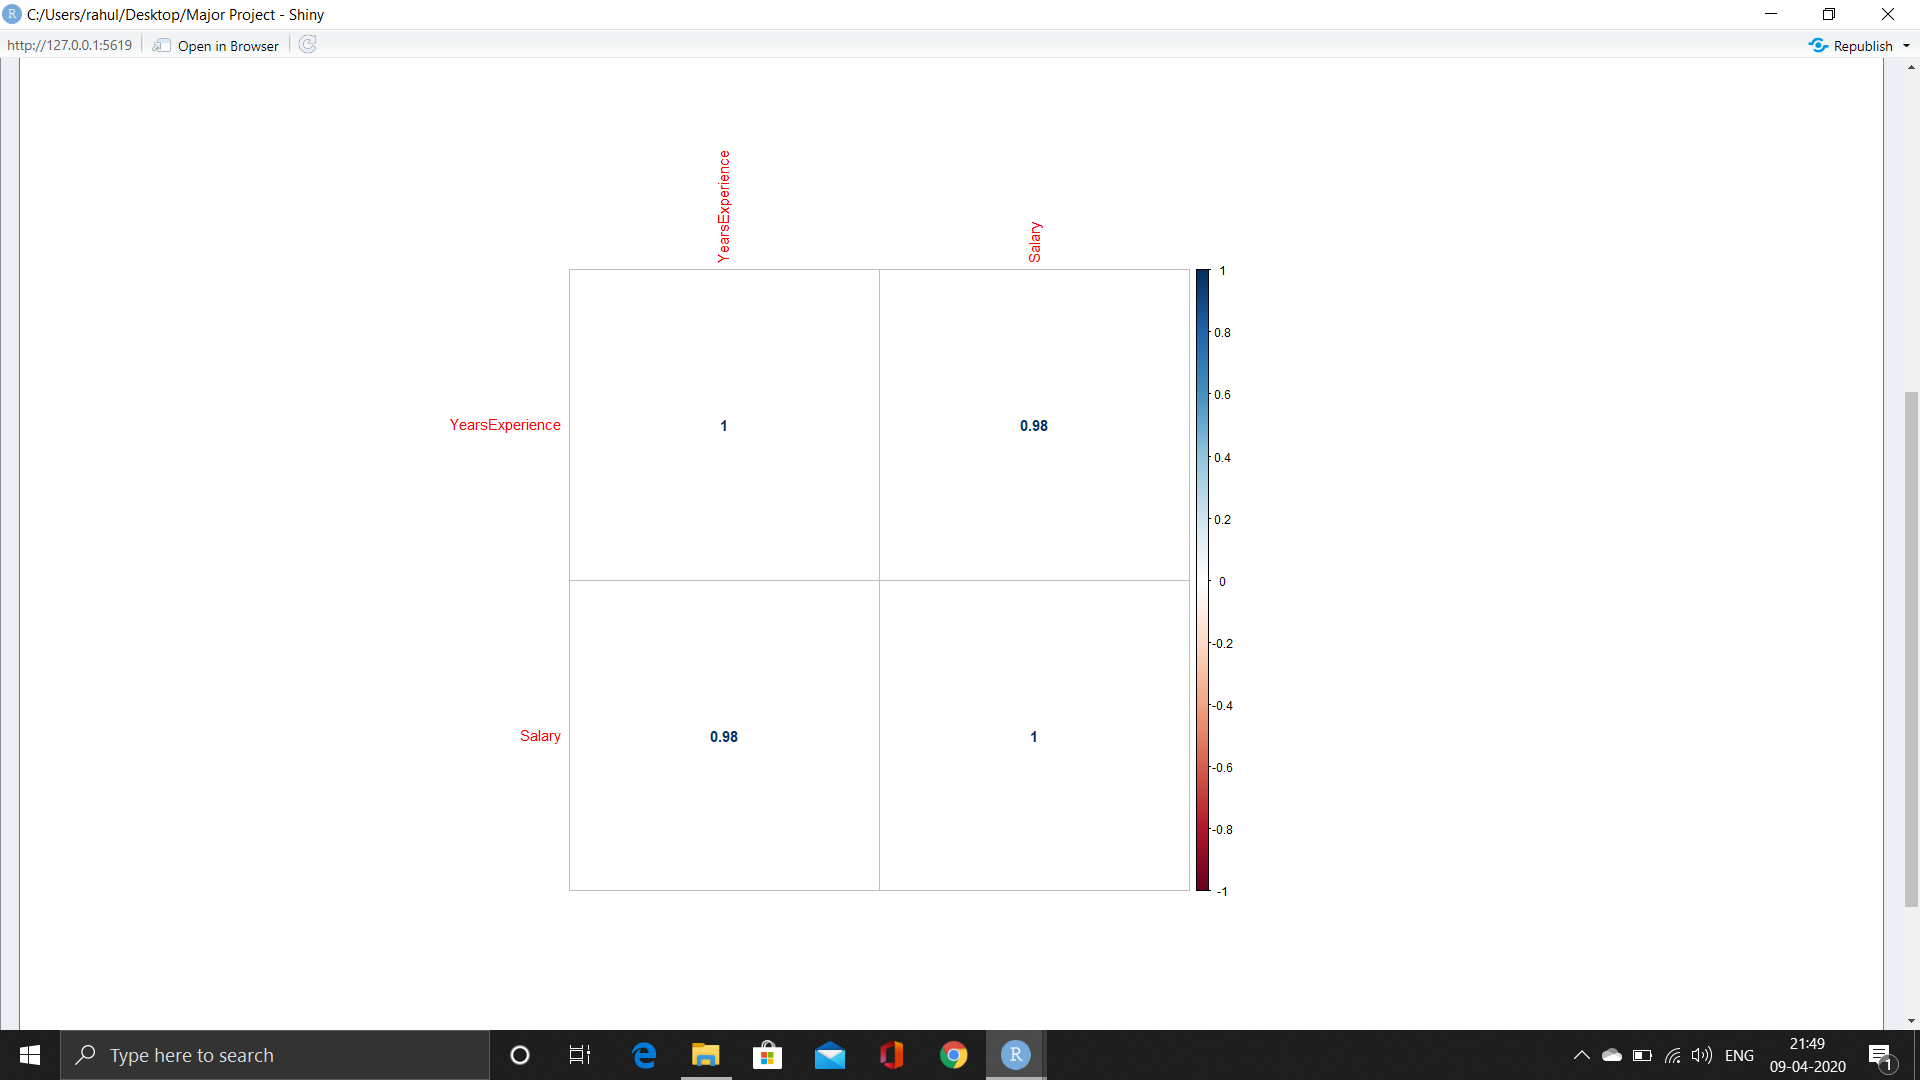 R C:/Users/rahul/Desktop/Major Project - Shiny
http://127.0.0.1:5619 Open in Browser Republish
YearsExperience
Salary
1
0.8
0.6
0.4
0.2
0
-0.2
-0.4
-0.6
-0.8
-1
YearsExperience 1 0.98
Salary 0.98 1
Type here to search
R
ENG
21:49
09-04-2020
1